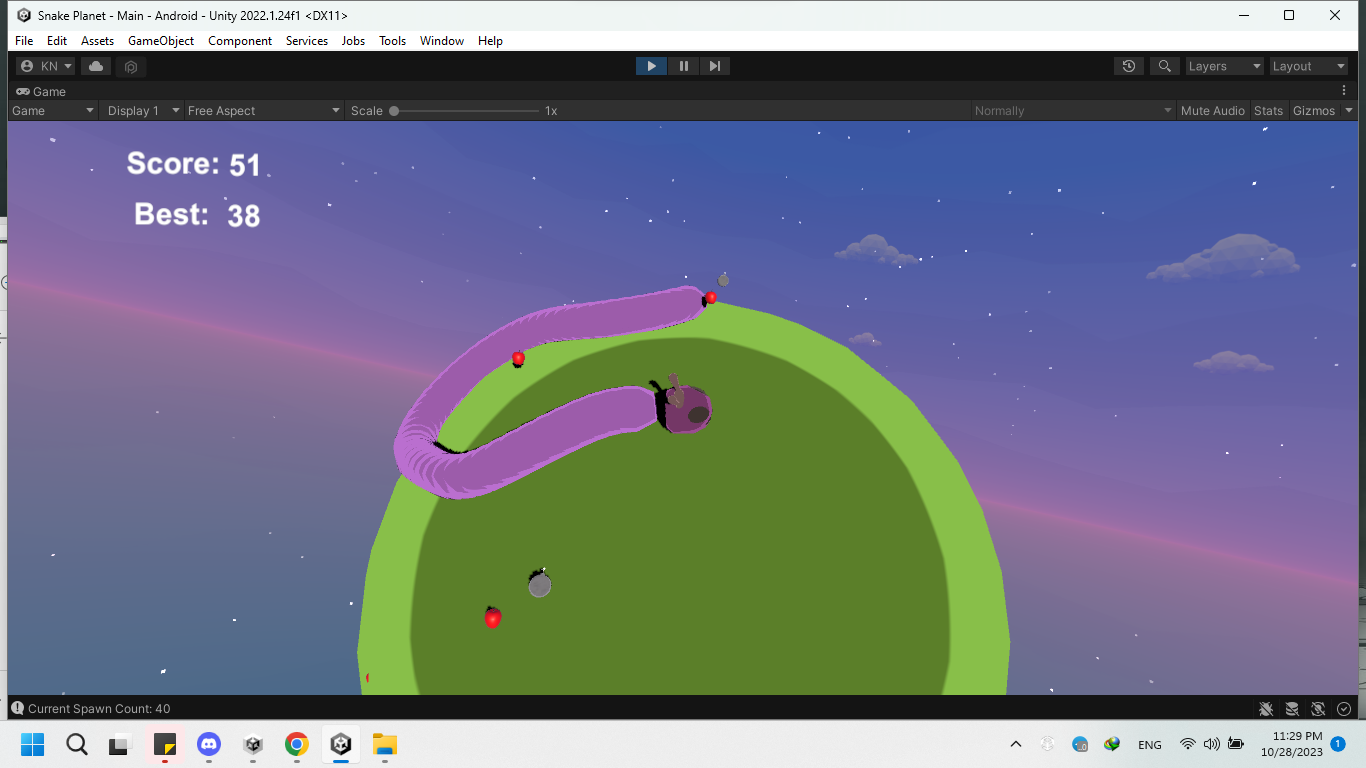 Snake Planet - Main - Android - Unity 2022.1.24f1 <DX11>
File Edit Assets GameObject Component Services Jobs Tools Window Help
KN Layers Layout
Game
Game Display 1 Free Aspect Scale 1x Normally Mute Audio Stats Gizmos
Score: 51
Best: 38
Current Spawn Count: 40
ENG 11:29 PM 1
10/28/2023